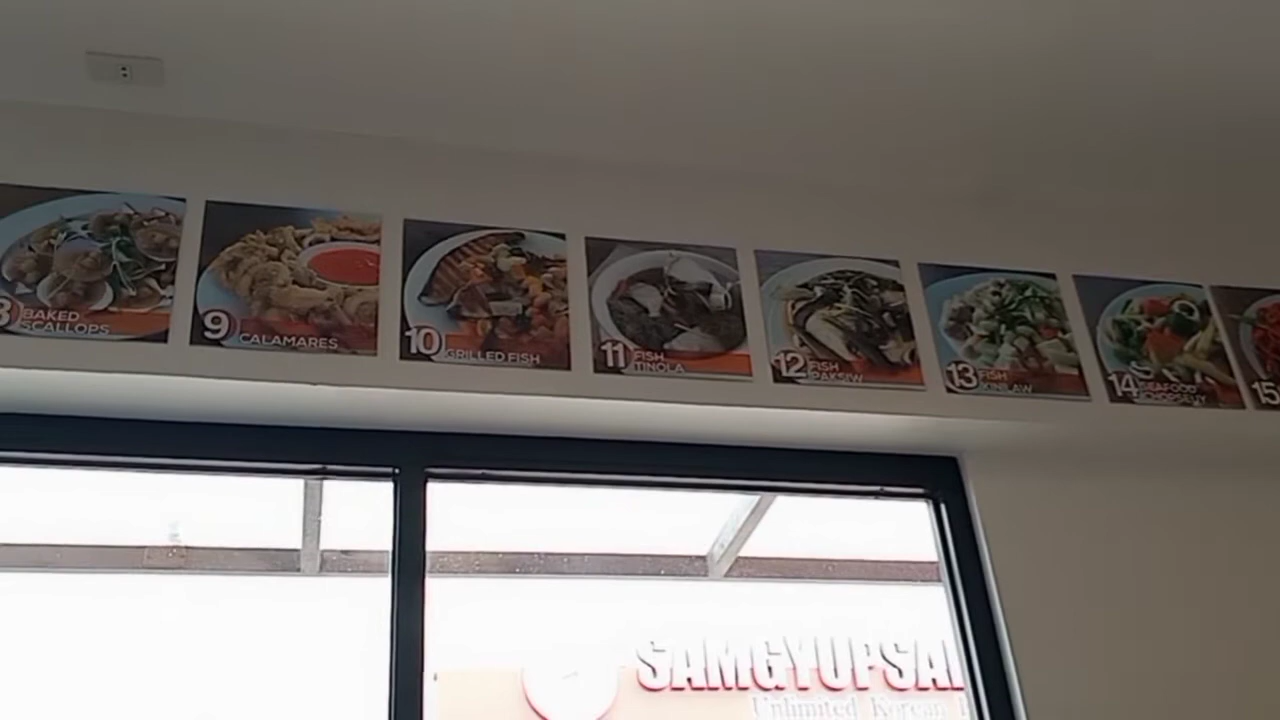 8 BAKED
SCALLOPS
9 CALAMARES
10 GRILLED FISH
11 FISH
TINOLA
12 FISH
PAKSIW
13 FISH
KINILAW
14 SEAFOOD
CHOPSEUY
15
SAMGYUPSAL
Unlimited Korean